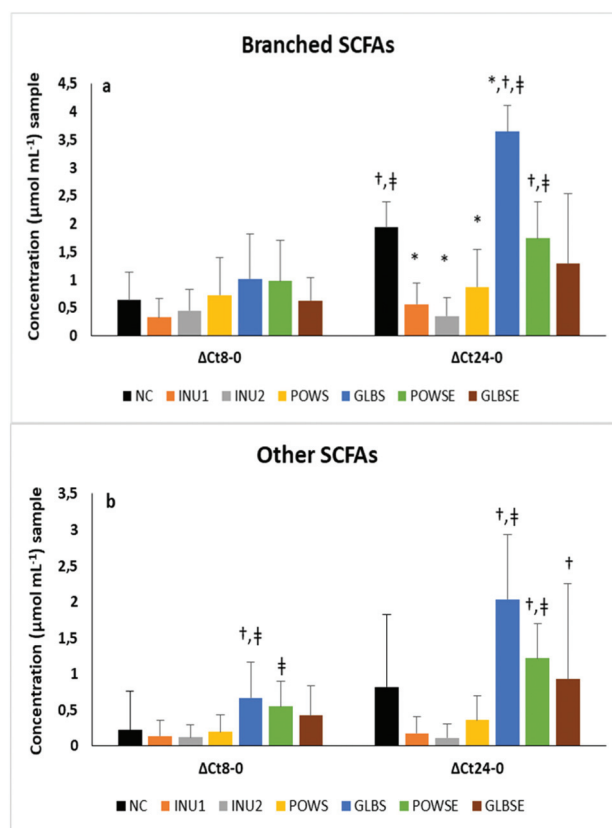 Branched SCFAs
a
Concentration (µmol mL⁻¹) sample
4,5
4
3,5
3
2,5
2
1,5
1
0,5
0
†,ǂ
*
*
*
*,†,ǂ
†,ǂ
ΔCt8-0
ΔCt24-0
NC INU1 INU2 POWS GLBS POWSE GLBSE
Other SCFAs
b
Concentration (µmol mL⁻¹) sample
3,5
3
2,5
2
1,5
1
0,5
0
†,ǂ
ǂ
†,ǂ
†,ǂ
†
ΔCt8-0
ΔCt24-0
NC INU1 INU2 POWS GLBS POWSE GLBSE